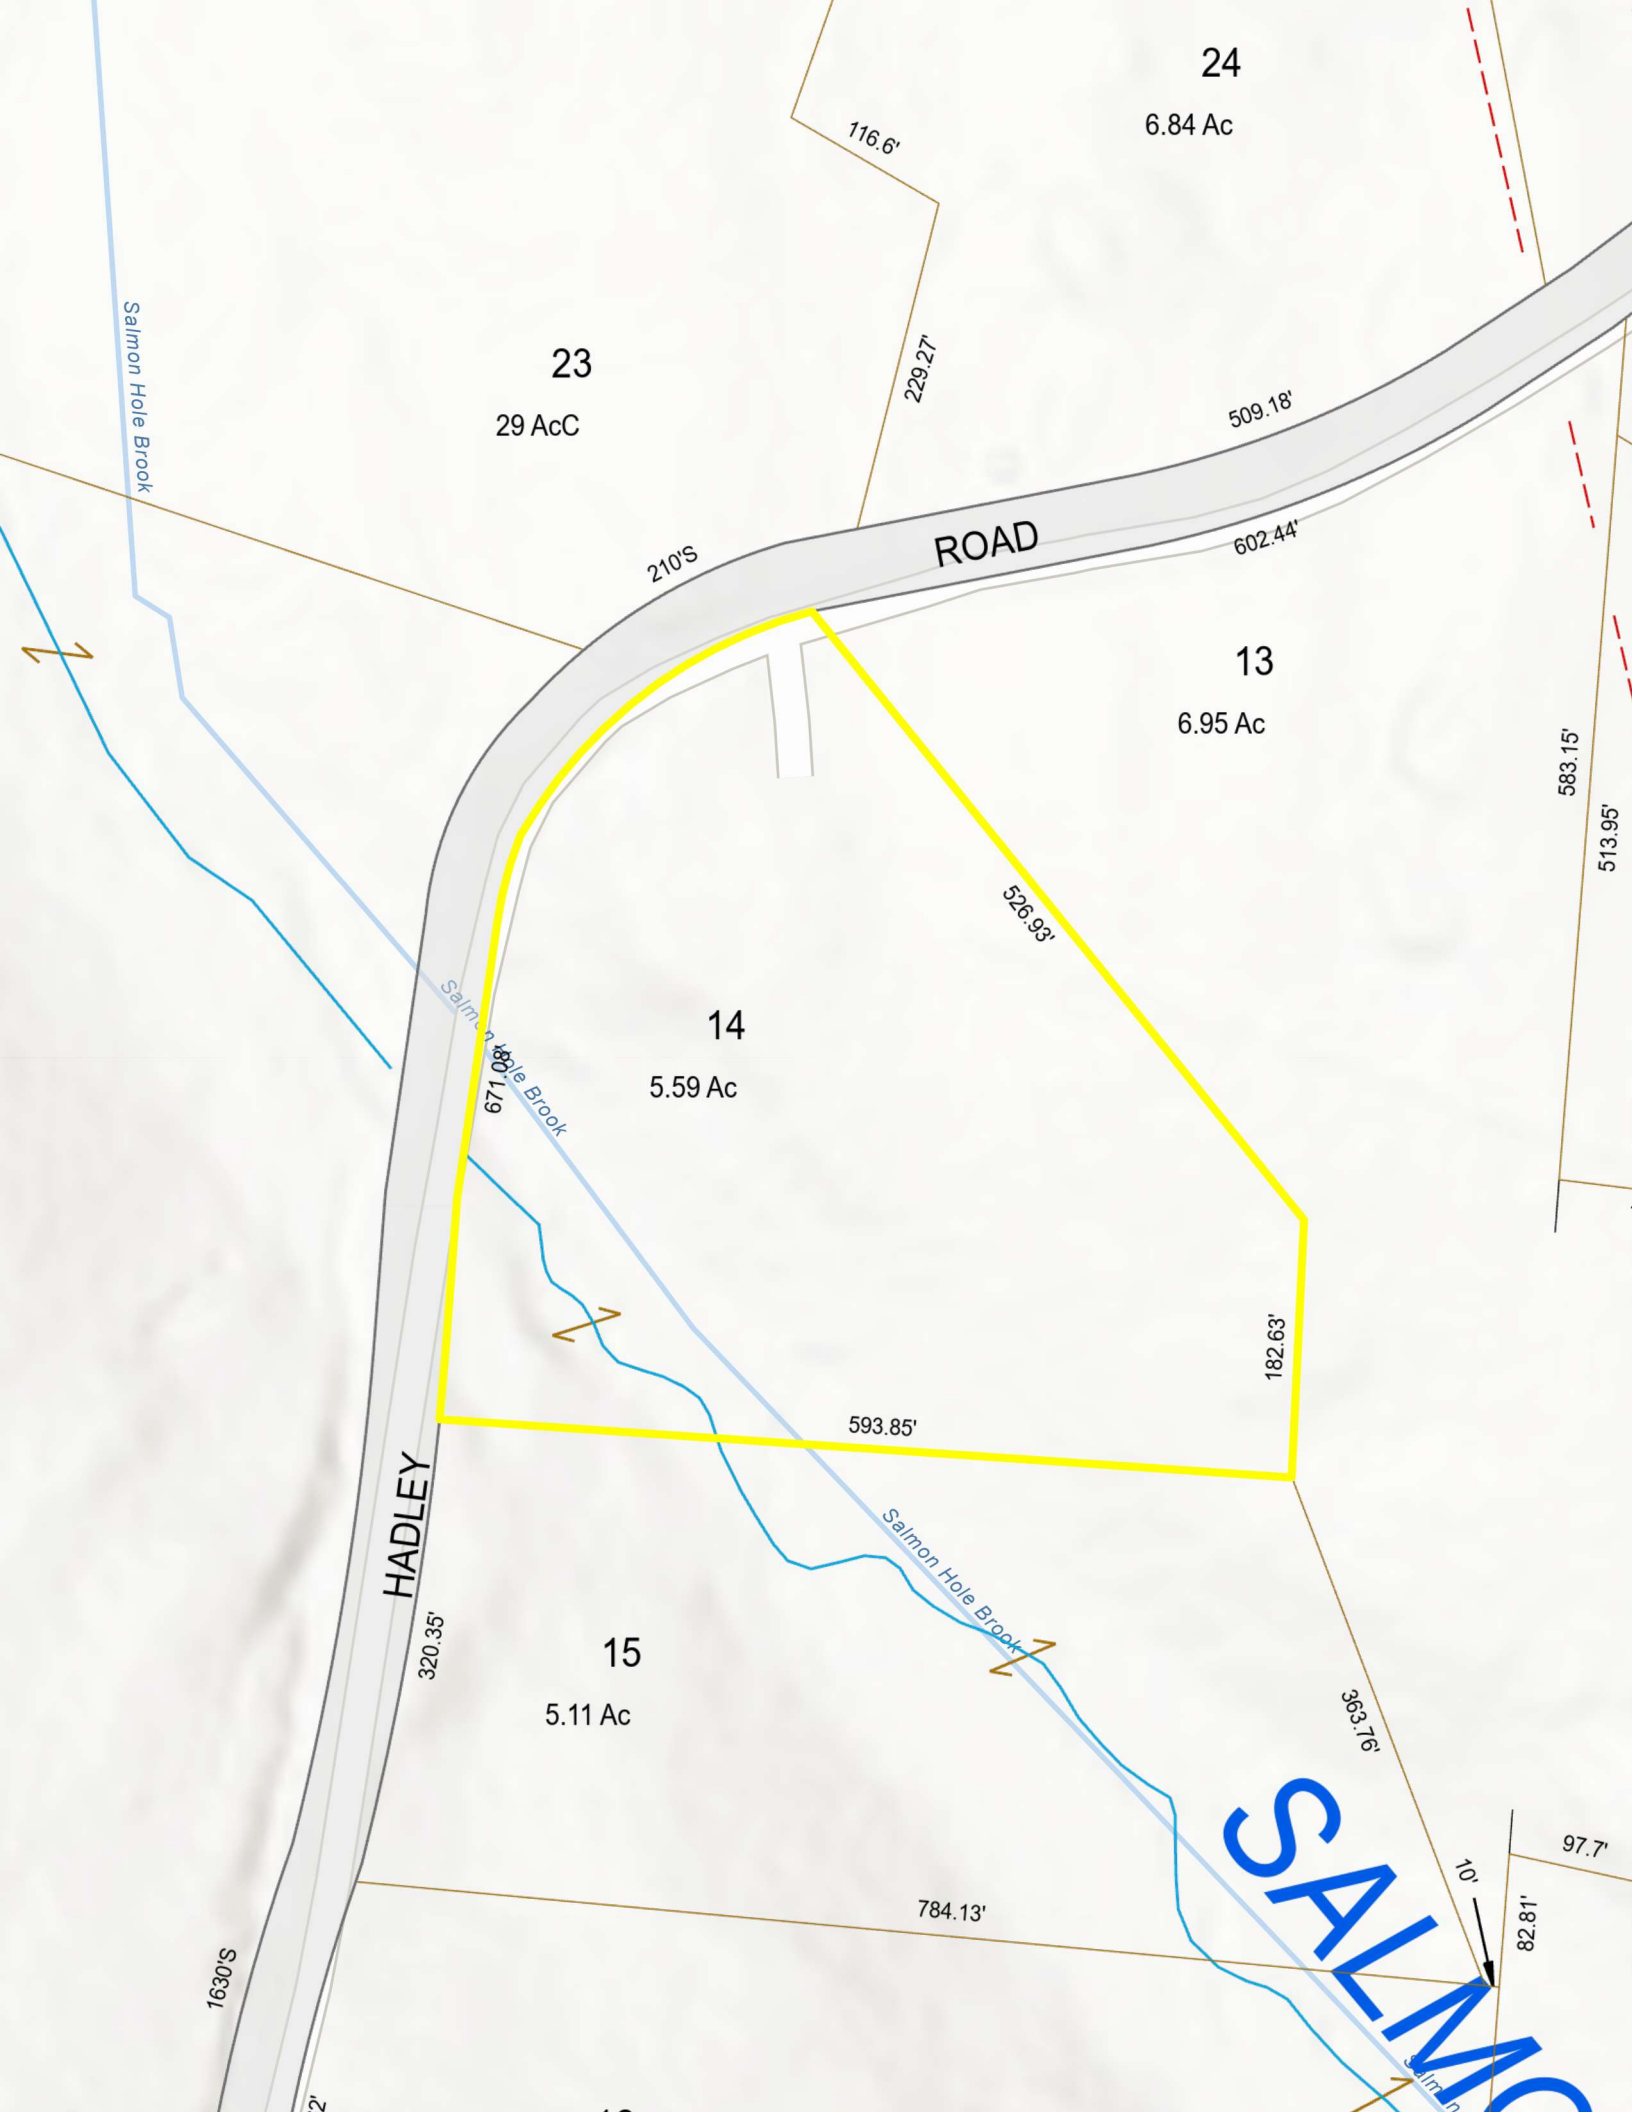 24
6.84 Ac
116.6'
Salmon Hole Brook
23
29 AcC
229.27'
509.18'
ROAD
602.44'
210'S
13
6.95 Ac
583.15'
513.95'
526.93'
Salmon Hole Brook
14
671.08'
5.59 Ac
182.63'
593.85'
HADLEY
Salmon Hole Brook
320.35'
15
5.11 Ac
363.76'
SALMO
97.7'
10'
82.81'
784.13'
1630'S